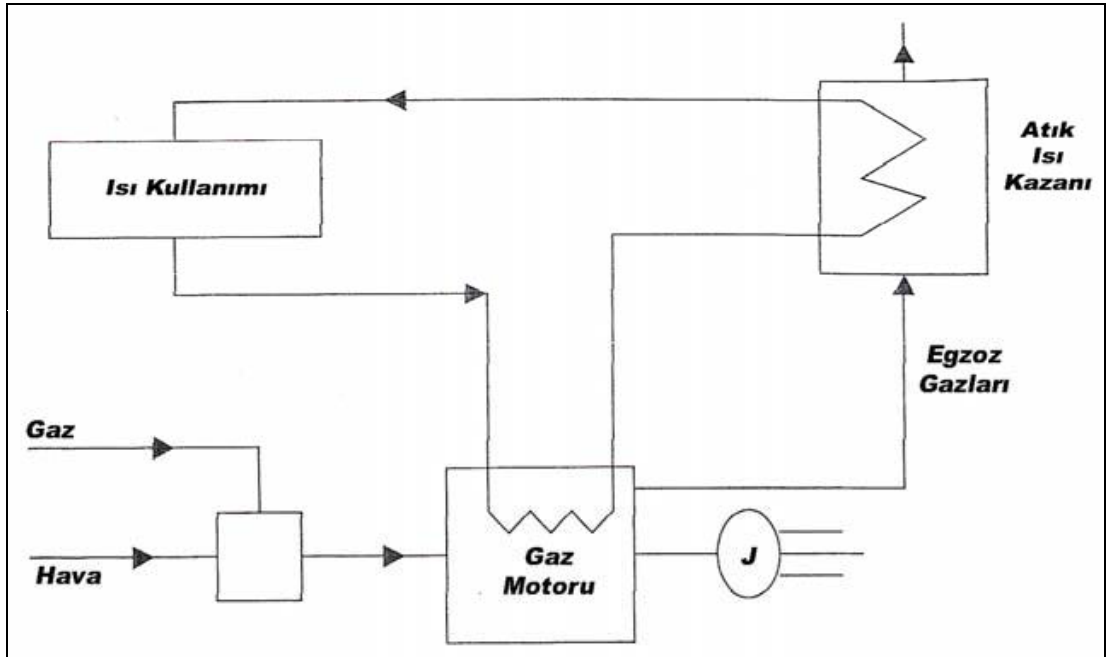 Atık
Isı
Kazanı
Isı Kullanımı
Egzoz
Gazları
Gaz
Hava
Gaz
Motoru
J